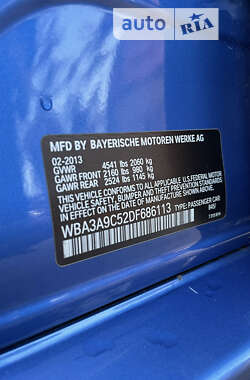 auto RIA
MFD BY BAYERISCHE MOTOREN WERKE AG
02-2013
GVWR 4541 lbs 2060 kg
GAWR FRONT 2160 lbs 980 kg
GAWR REAR 2524 lbs 1145 kg
THIS VEHICLE CONFORMS TO ALL APPLICABLE
FEDERAL MOTOR VEHICLE SAFETY, BUMPER,
AND THEFT PREVENTION STANDARDS IN EFFECT
ON THE DATE OF MANUFACTURE SHOWN ABOVE.
WBA3A9C52DF686113 TYPE: PASSENGER CAR